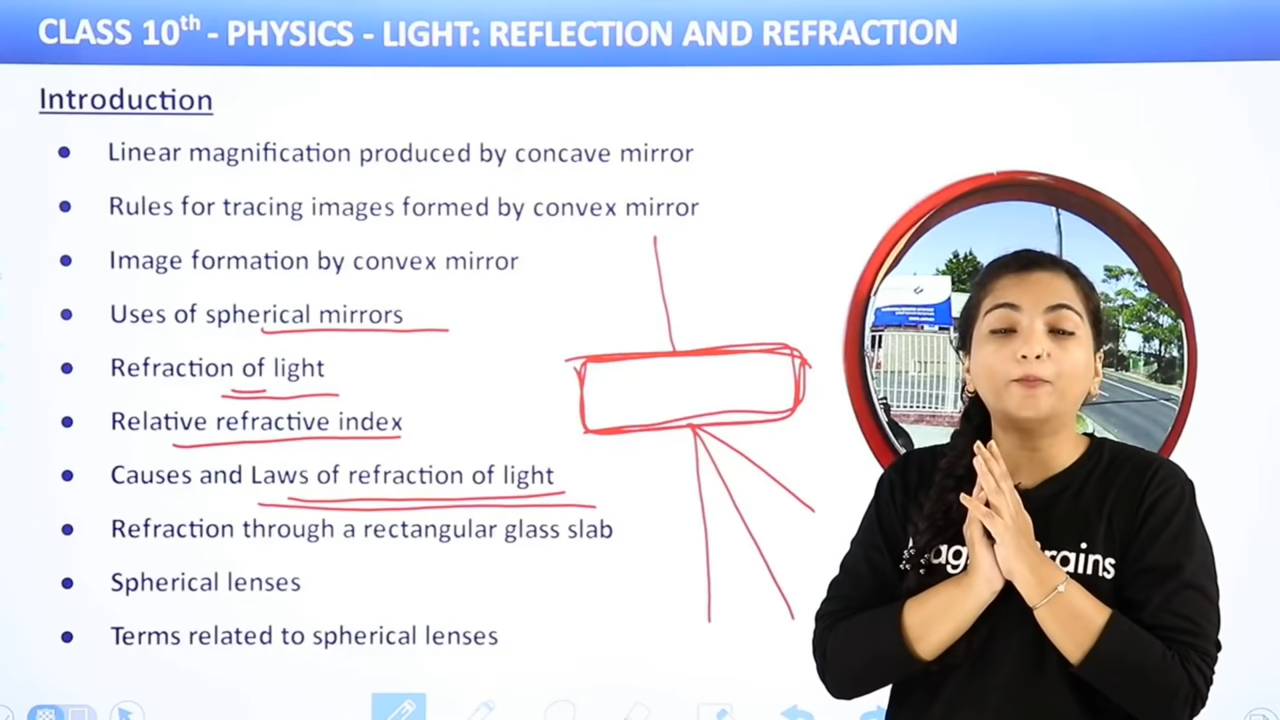 CLASS 10th - PHYSICS - LIGHT: REFLECTION AND REFRACTION
Introduction
Linear magnification produced by concave mirror
Rules for tracing images formed by convex mirror
Image formation by convex mirror
Uses of spherical mirrors
Refraction of light
Relative refractive index
Causes and Laws of refraction of light
Refraction through a rectangular glass slab
Spherical lenses
Terms related to spherical lenses